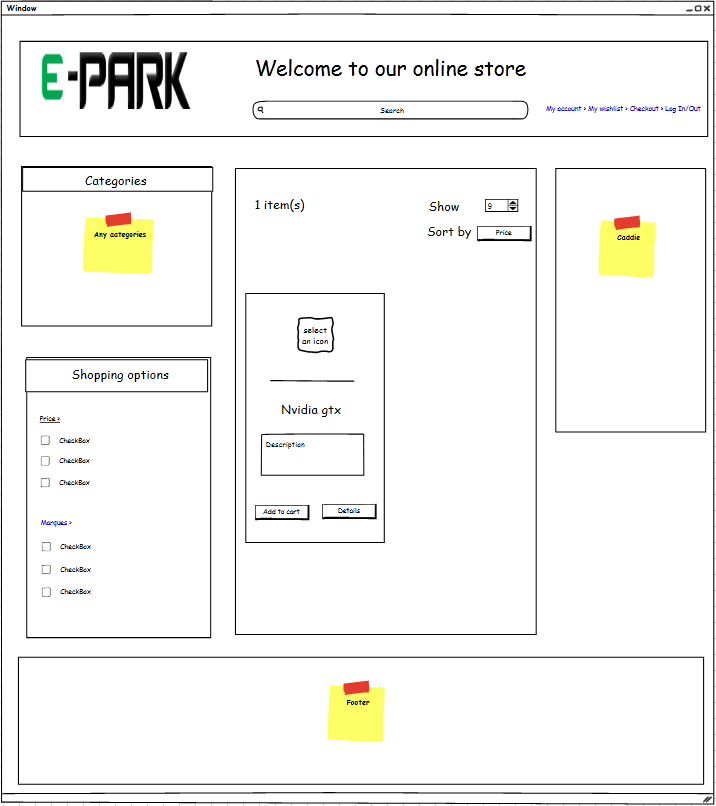 Window
E-PARK
Welcome to our online store
Search
My account > My wishlist > Checkout > Log In/Out
Categories
Any categories
1 item(s)
Show 9
Sort by Price
Caddie
select
an icon
Nvidia gtx
Description
Add to cart Details
Shopping options
Price >
CheckBox
CheckBox
CheckBox
Marques >
CheckBox
CheckBox
CheckBox
Footer